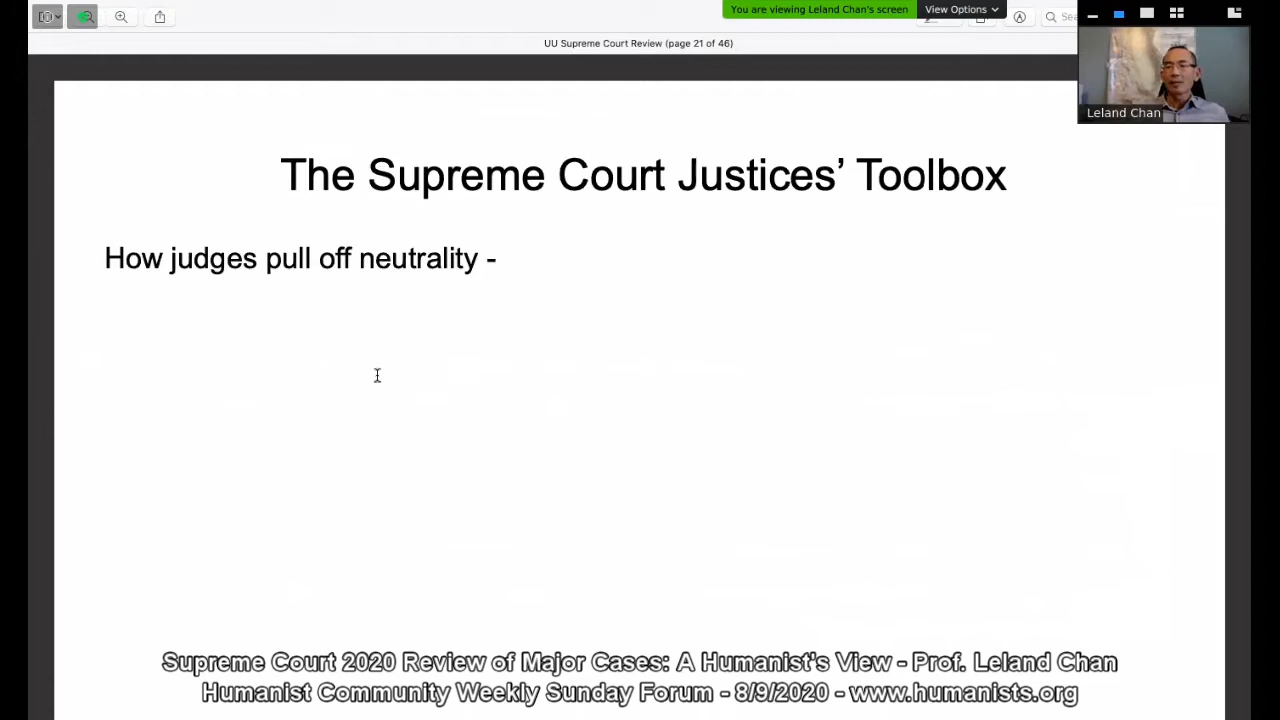 You are viewing Leland Chan's screen
View Options
UU Supreme Court Review (page 21 of 46)
Leland Chan
The Supreme Court Justices’ Toolbox
How judges pull off neutrality -
Supreme Court 2020 Review of Major Cases: A Humanist's View - Prof. Leland Chan
Humanist Community Weekly Sunday Forum - 8/9/2020 - www.humanists.org